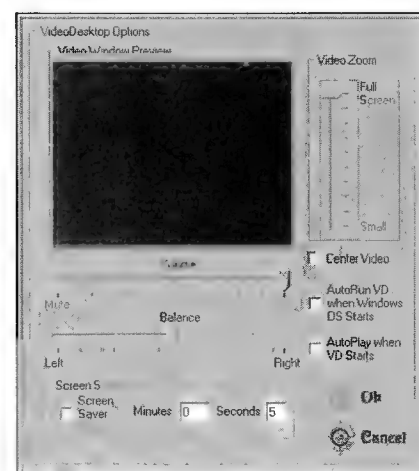 VideoDesktop Options
Video Window Preview
Video Zoom
Full
Screen
Small
Center Video
Mute
AutoRun VD
when Windows
DS Starts
Balance
AutoPlay when
VD Starts
Left
Right
Screen S
Screen
Saver
Minutes 0 Seconds 5
Ok
Cancel